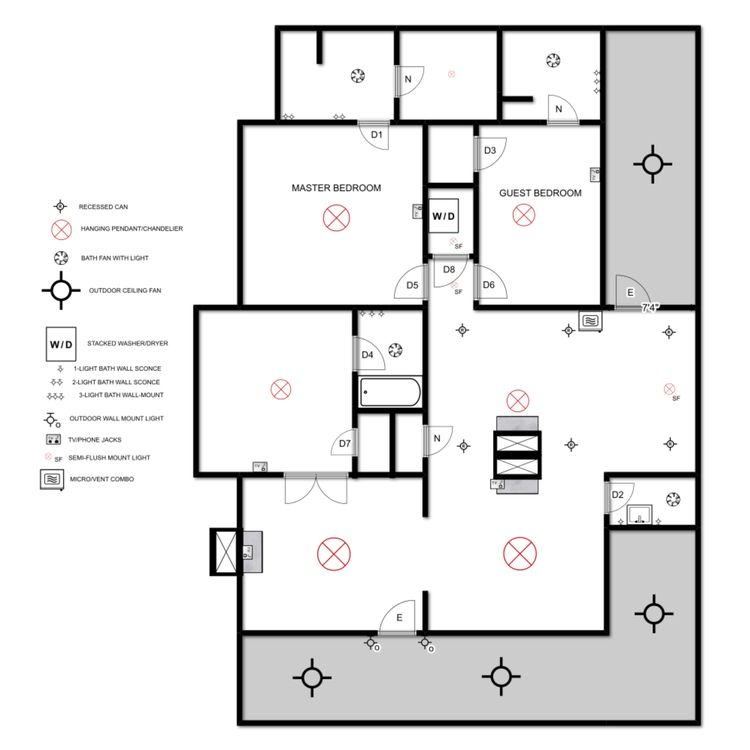 N
N
D1
D3
MASTER BEDROOM
GUEST BEDROOM
RECESSED CAN
W/D
HANGING PENDANT/CHANDELIER
SF
BATH FAN WITH LIGHT
D8
D5
SF
D6
E
OUTDOOR CEILING FAN
7'4"
W/D
STACKED WASHER/DRYER
D4
1-LIGHT BATH WALL SCONCE
2-LIGHT BATH WALL SCONCE
3-LIGHT BATH WALL-MOUNT
SF
OUTDOOR WALL MOUNT LIGHT
O
TV/PHONE JACKS
D7
N
SF
SEMI-FLUSH MOUNT LIGHT
MICRO/VENT COMBO
D2
E
O
O